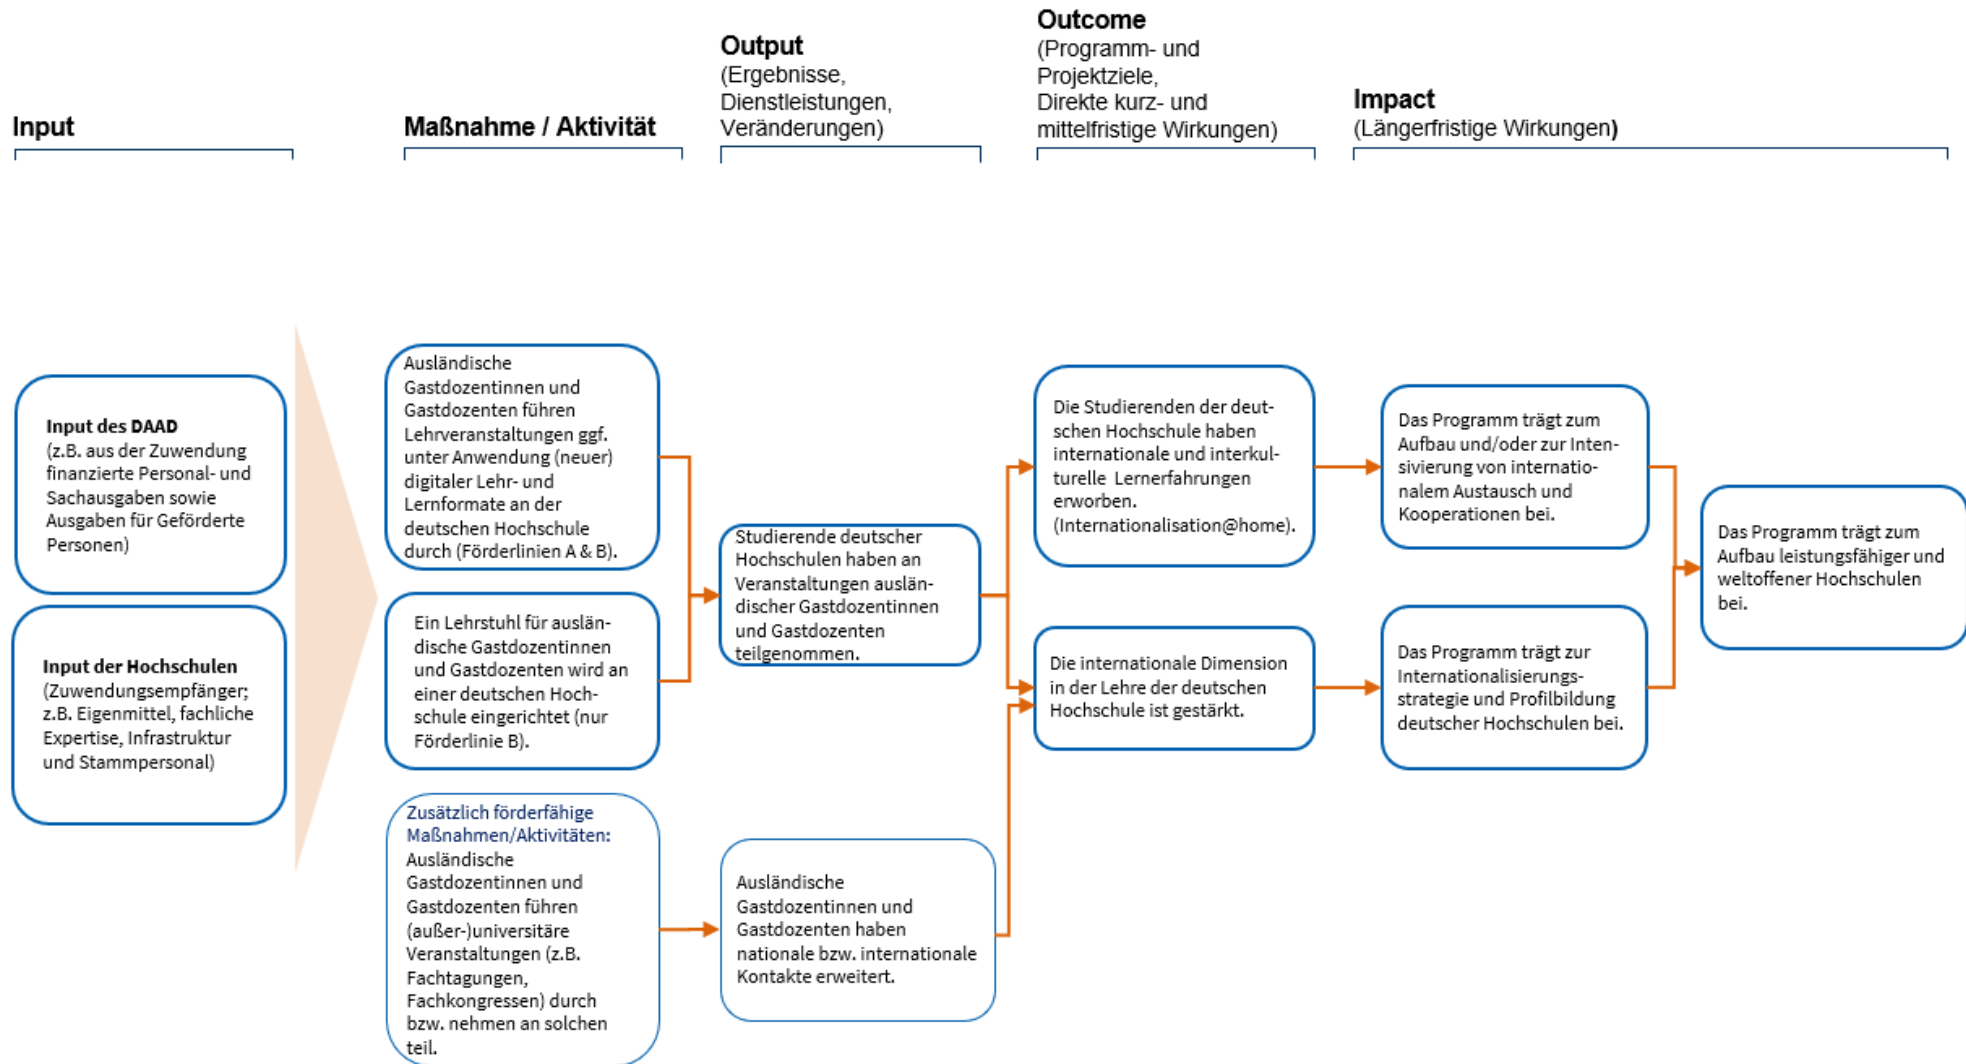 Input
Maßnahme / Aktivität
Output
(Ergebnisse,
Dienstleistungen,
Veränderungen)
Outcome
(Programm- und
Projektziele,
Direkte kurz- und
mittelfristige Wirkungen)
Impact
(Längerfristige Wirkungen)
Input des DAAD
(z.B. aus der Zuwendung
finanzierte Personal- und
Sachausgaben sowie
Ausgaben für Geförderte
Personen)
Input der Hochschulen
(Zuwendungsempfänger;
z.B. Eigenmittel, fachliche
Expertise, Infrastruktur
und Stammpersonal)
Ausländische
Gastdozentinnen und
Gastdozenten führen
Lehrveranstaltungen ggf.
unter Anwendung (neuer)
digitaler Lehr- und
Lernformate an der
deutschen Hochschule
durch (Förderlinien A & B).
Ein Lehrstuhl für auslän-
dische Gastdozentinnen
und Gastdozenten wird an
einer deutschen Hoch-
schule eingerichtet (nur
Förderlinie B).
Zusätzlich förderfähige
Maßnahmen/Aktivitäten:
Ausländische
Gastdozentinnen und
Gastdozenten führen
(außer-)universitäre
Veranstaltungen (z.B.
Fachtagungen,
Fachkongressen) durch
bzw. nehmen an solchen
teil.
Studierende deutscher
Hochschulen haben an
Veranstaltungen auslän-
discher Gastdozentinnen
und Gastdozenten
teilgenommen.
Ausländische
Gastdozentinnen und
Gastdozenten haben
nationale bzw. internationale
Kontakte erweitert.
Die Studierenden der deut-
schen Hochschule haben
internationale und interkul-
turelle Lernerfahrungen
erworben.
(Internationalisation@home).
Die internationale Dimension
in der Lehre der deutschen
Hochschule ist gestärkt.
Das Programm trägt zum
Aufbau und/oder zur Inten-
sivierung von internatio-
nalem Austausch und
Kooperationen bei.
Das Programm trägt zur
Internationalisierungs-
strategie und Profilbildung
deutscher Hochschulen bei.
Das Programm trägt zum
Aufbau leistungsfähiger und
weltoffener Hochschulen
bei.